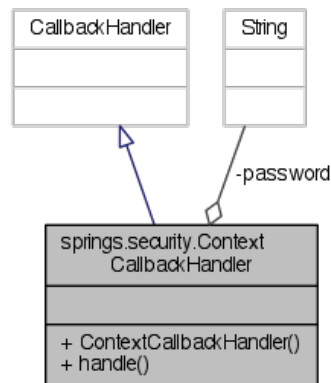 CallbackHandler
String
-password
springs.security.Context
CallbackHandler
+ ContextCallbackHandler()
+ handle()